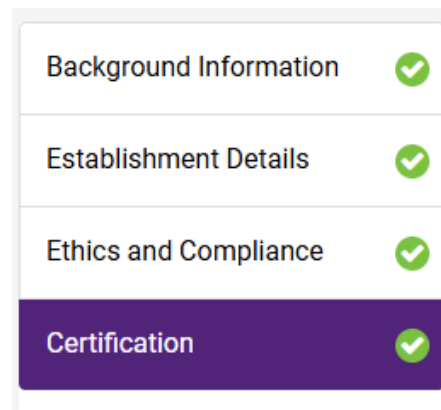 Background Information
Establishment Details
Ethics and Compliance
Certification